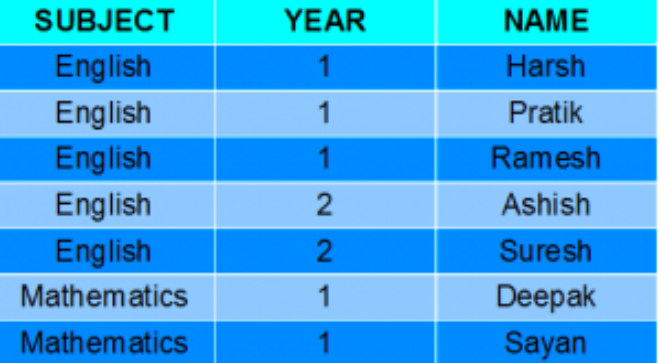 SUBJECT YEAR NAME
English 1 Harsh
English 1 Pratik
English 1 Ramesh
English 2 Ashish
English 2 Suresh
Mathematics 1 Deepak
Mathematics 1 Sayan